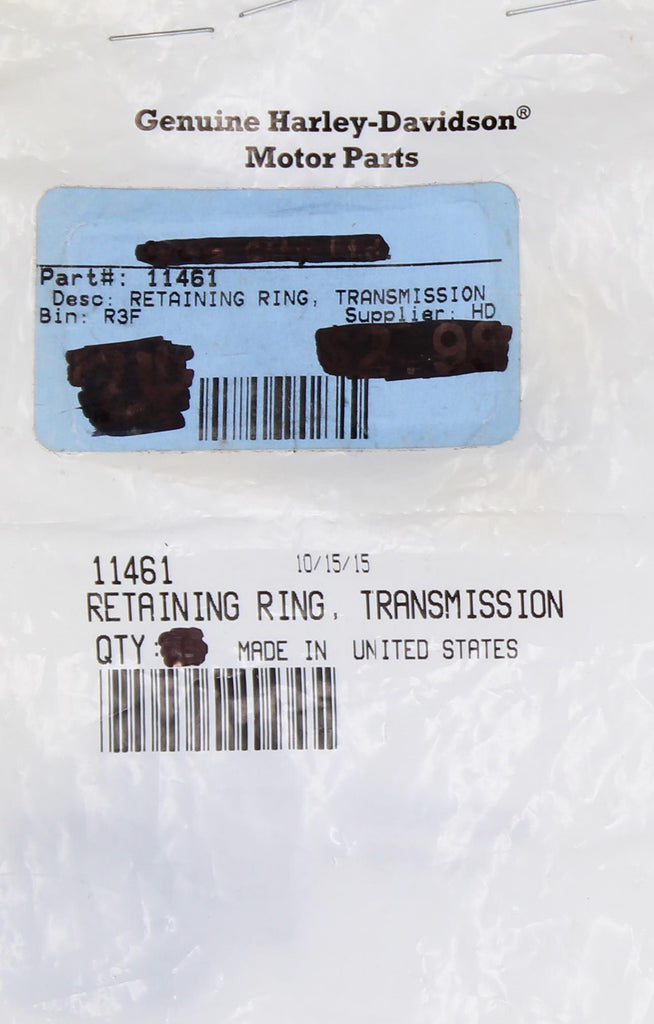 Genuine Harley-Davidson®
Motor Parts
Part#: 11461
Desc: RETAINING RING, TRANSMISSION
Bin: R3F Supplier: HD
11461 10/15/15
RETAINING RING, TRANSMISSION
QTY: MADE IN UNITED STATES